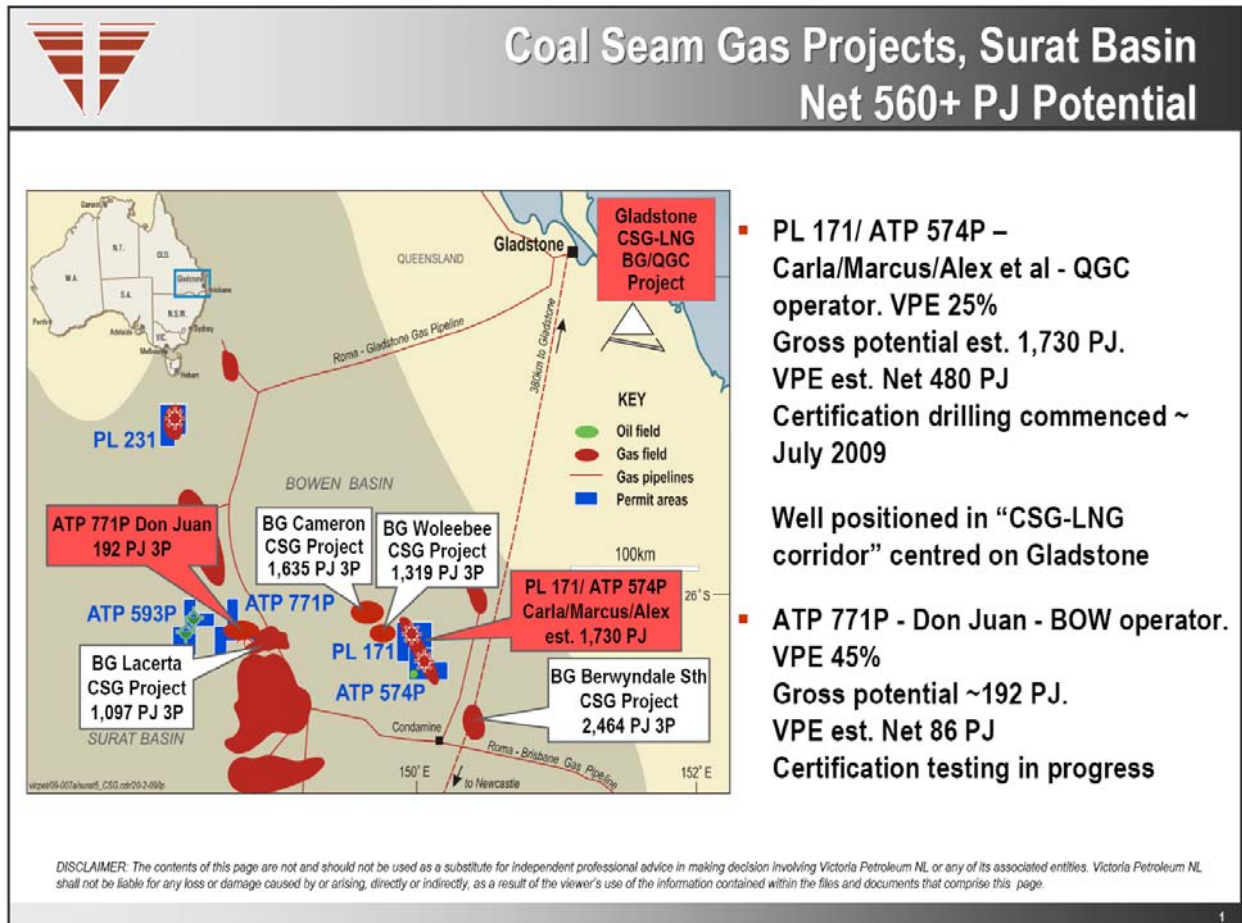 Coal Seam Gas Projects, Surat Basin
Net 560+ PJ Potential
Darwin
N.T.
QLD.
W.A.
S.A.
Gladstone
Brisbane
N.S.W.
Perth
Adelaide
Sydney
VIC.
Melbourne
Hobart
QUEENSLAND
Gladstone
Gladstone
CSG-LNG
BG/QGC
Project
Roma - Gladstone Gas Pipeline
380km to Gladstone
KEY
Oil field
Gas field
Gas pipelines
Permit areas
100km
PL 231
BOWEN BASIN
ATP 771P Don Juan
192 PJ 3P
BG Cameron
CSG Project
1,635 PJ 3P
BG Woleebee
CSG Project
1,319 PJ 3P
PL 171/ ATP 574P
Carla/Marcus/Alex
est. 1,730 PJ
26° S
ATP 593P
ATP 771P
PL 171
ATP 574P
BG Lacerta
CSG Project
1,097 PJ 3P
BG Berwyndale Sth
CSG Project
2,464 PJ 3P
SURAT BASIN
Condamine
Roma - Brisbane Gas Pipeline
150° E
152° E
to Newcastle
▪ PL 171/ ATP 574P –
Carla/Marcus/Alex et al - QGC
operator. VPE 25%
Gross potential est. 1,730 PJ.
VPE est. Net 480 PJ
Certification drilling commenced ~
July 2009
Well positioned in “CSG-LNG
corridor” centred on Gladstone
▪ ATP 771P - Don Juan - BOW operator.
VPE 45%
Gross potential ~192 PJ.
VPE est. Net 86 PJ
Certification testing in progress
DISCLAIMER: The contents of this page are not and should not be used as a substitute for independent professional advice in making decision involving Victoria Petroleum NL or any of its associated entities. Victoria Petroleum NL
shall not be liable for any loss or damage caused by or arising, directly or indirectly, as a result of the viewer's use of the information contained within the files and documents that comprise this page.
1